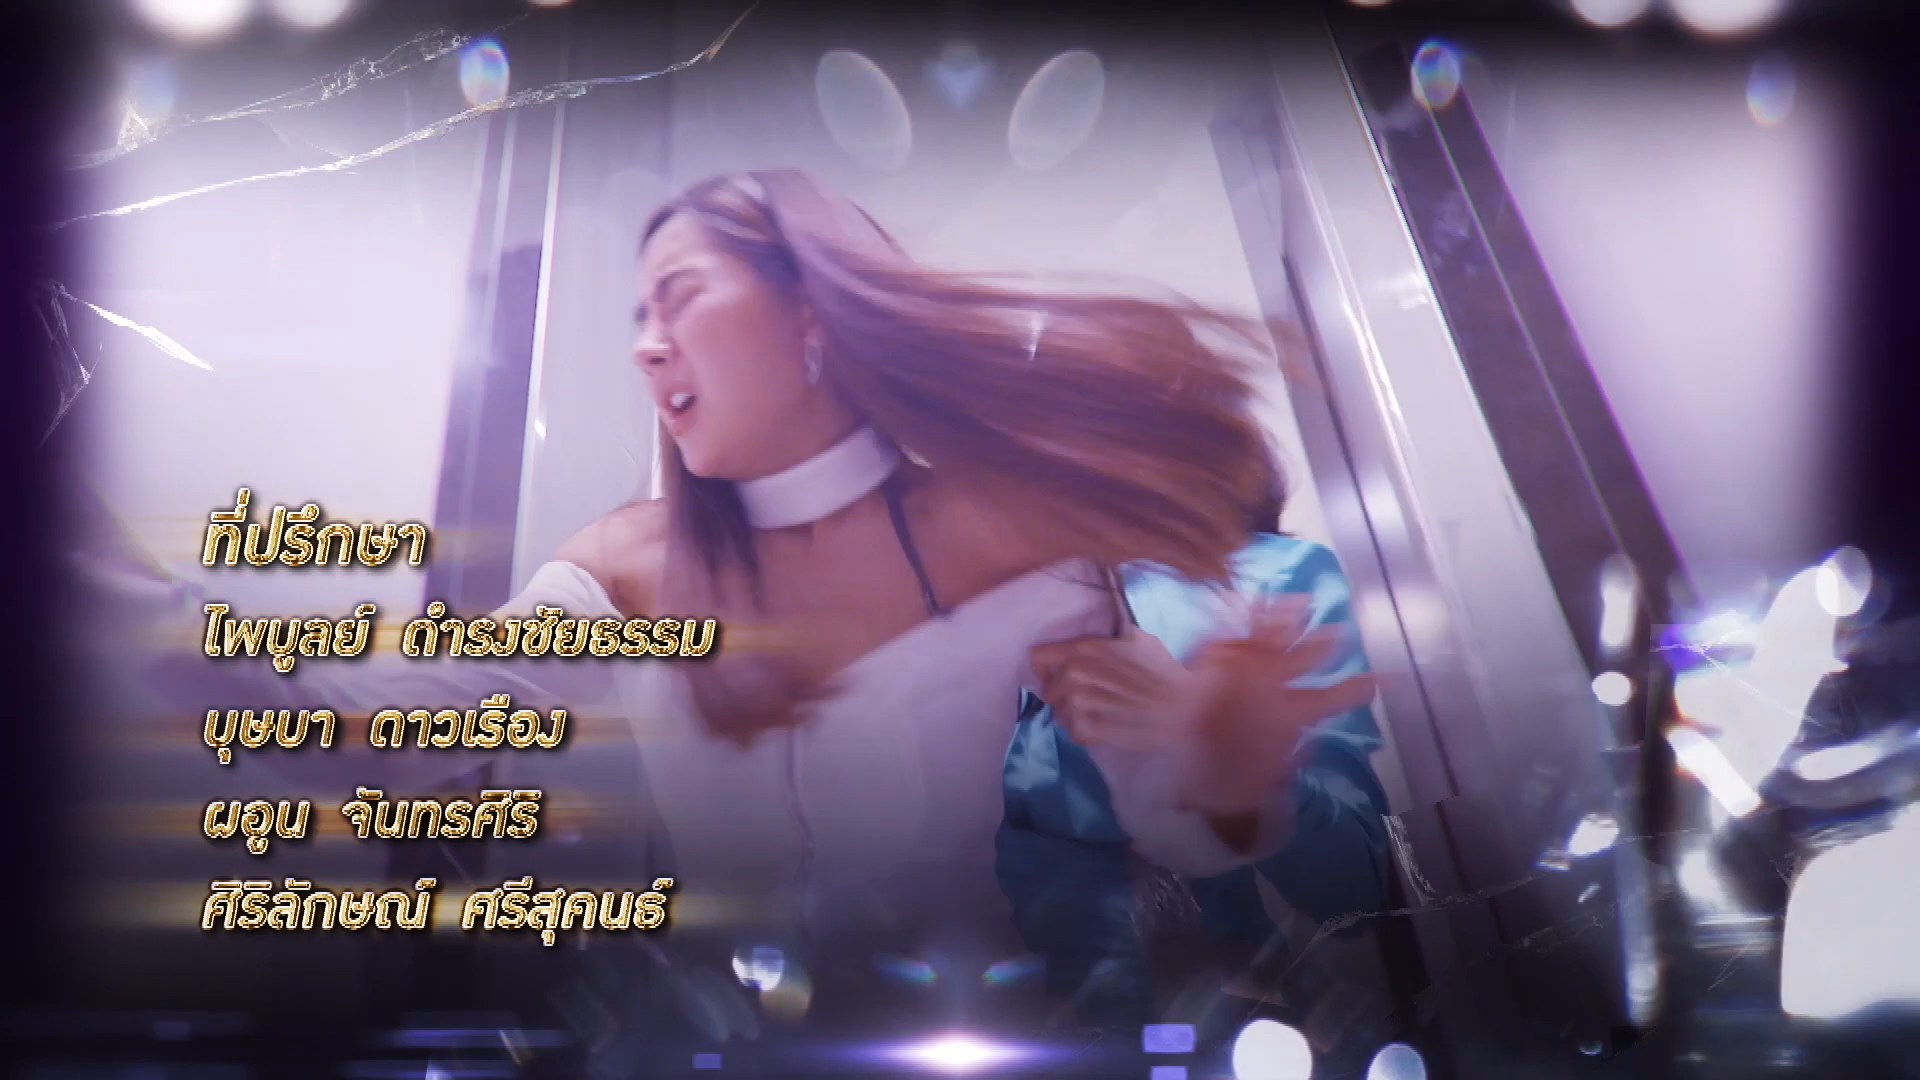 ที่ปรึกษา
ไพบูลย์ ดำรงชัยธรรม
บุษบา ดาวเรือง
ผอูน จันทรศิริ
ศิริลักษณ์ ศรีสุคนธ์